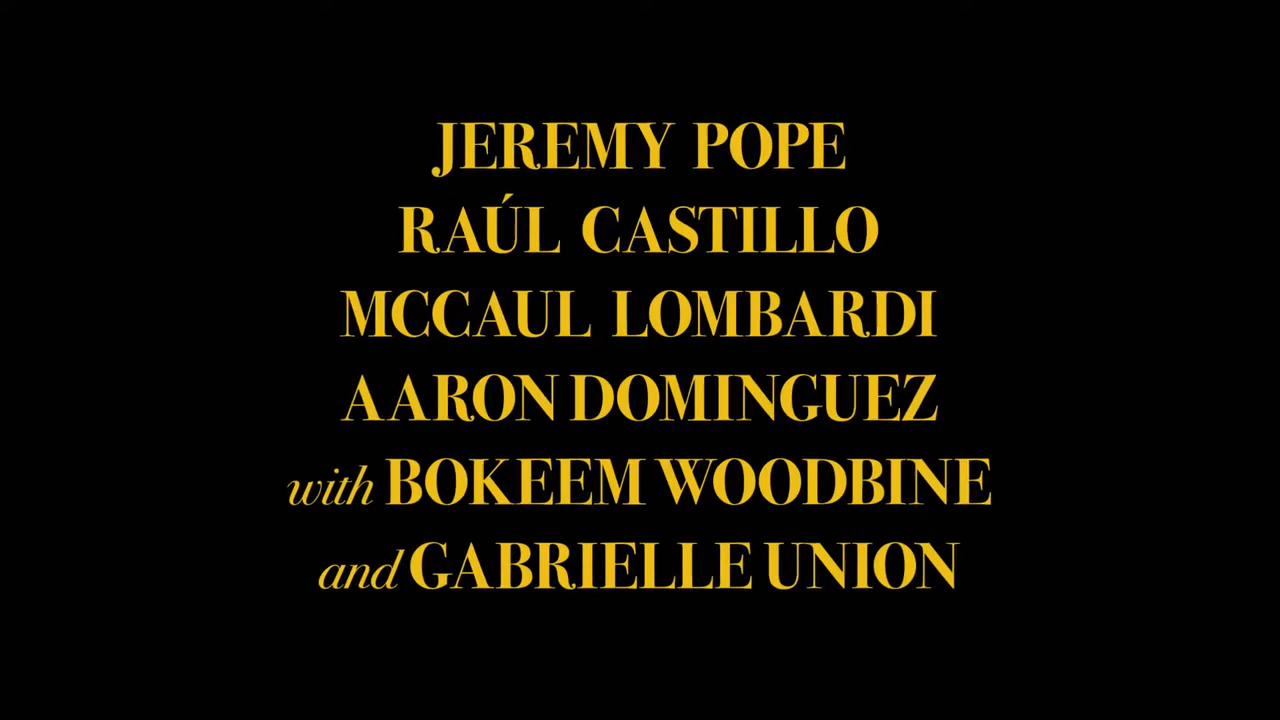 JEREMY POPE
RAÚL CASTILLO
MCCAUL LOMBARDI
AARON DOMINGUEZ
with BOKEEM WOODBINE
and GABRIELLE UNION